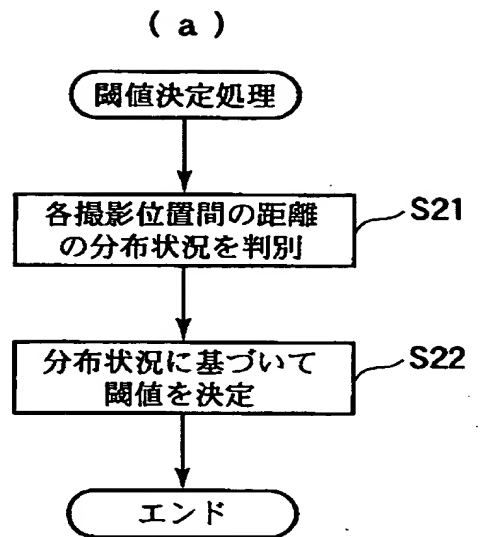 (a)
閾値決定処理
各撮影位置間の距離
の分布状況を判別
S21
分布状況に基づいて
閾値を決定
S22
エンド